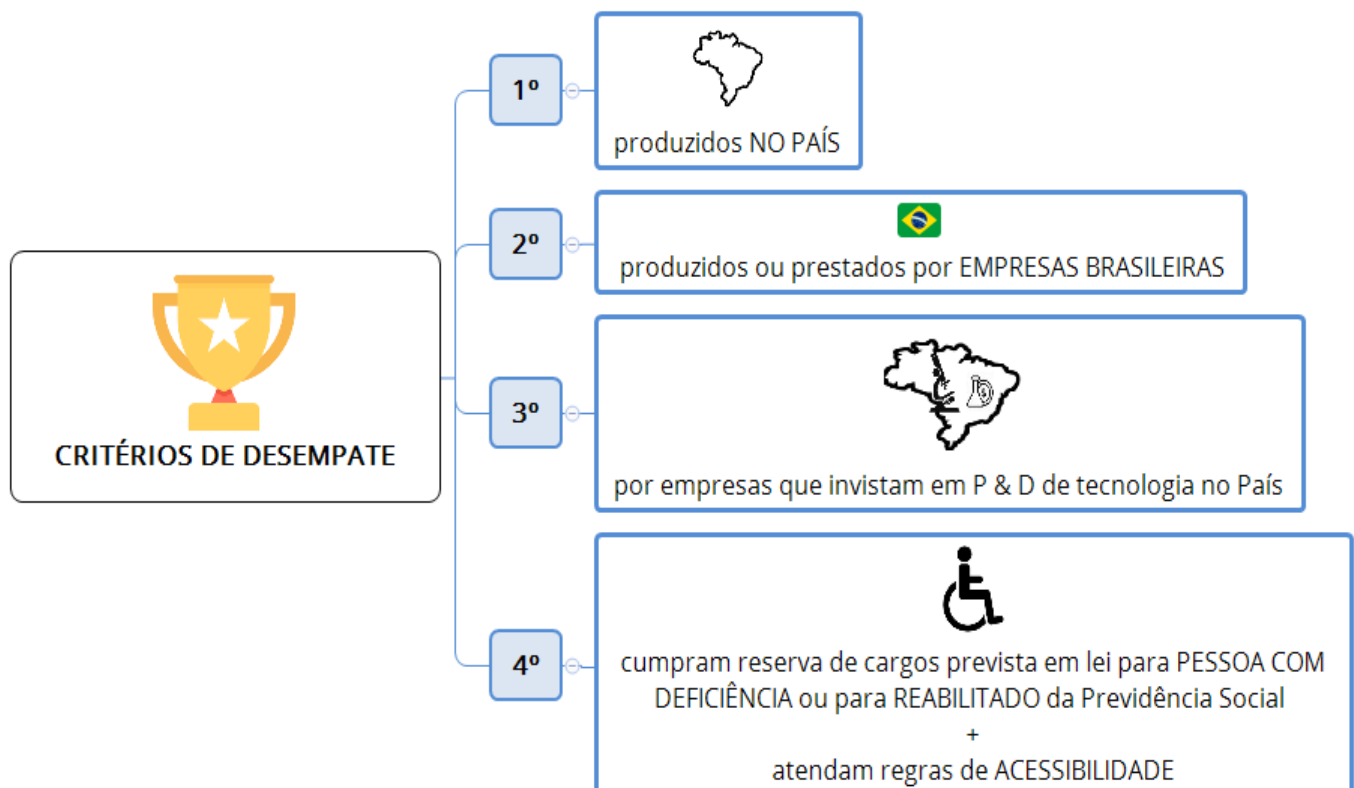 1º
produzidos NO PAÍS
2º
produzidos ou prestados por EMPRESAS BRASILEIRAS
CRITÉRIOS DE DESEMPATE
3º
por empresas que invistam em P & D de tecnologia no País
4º
cumpram reserva de cargos prevista em lei para PESSOA COM
DEFICIÊNCIA ou para REABILITADO da Previdência Social
+
atendam regras de ACESSIBILIDADE